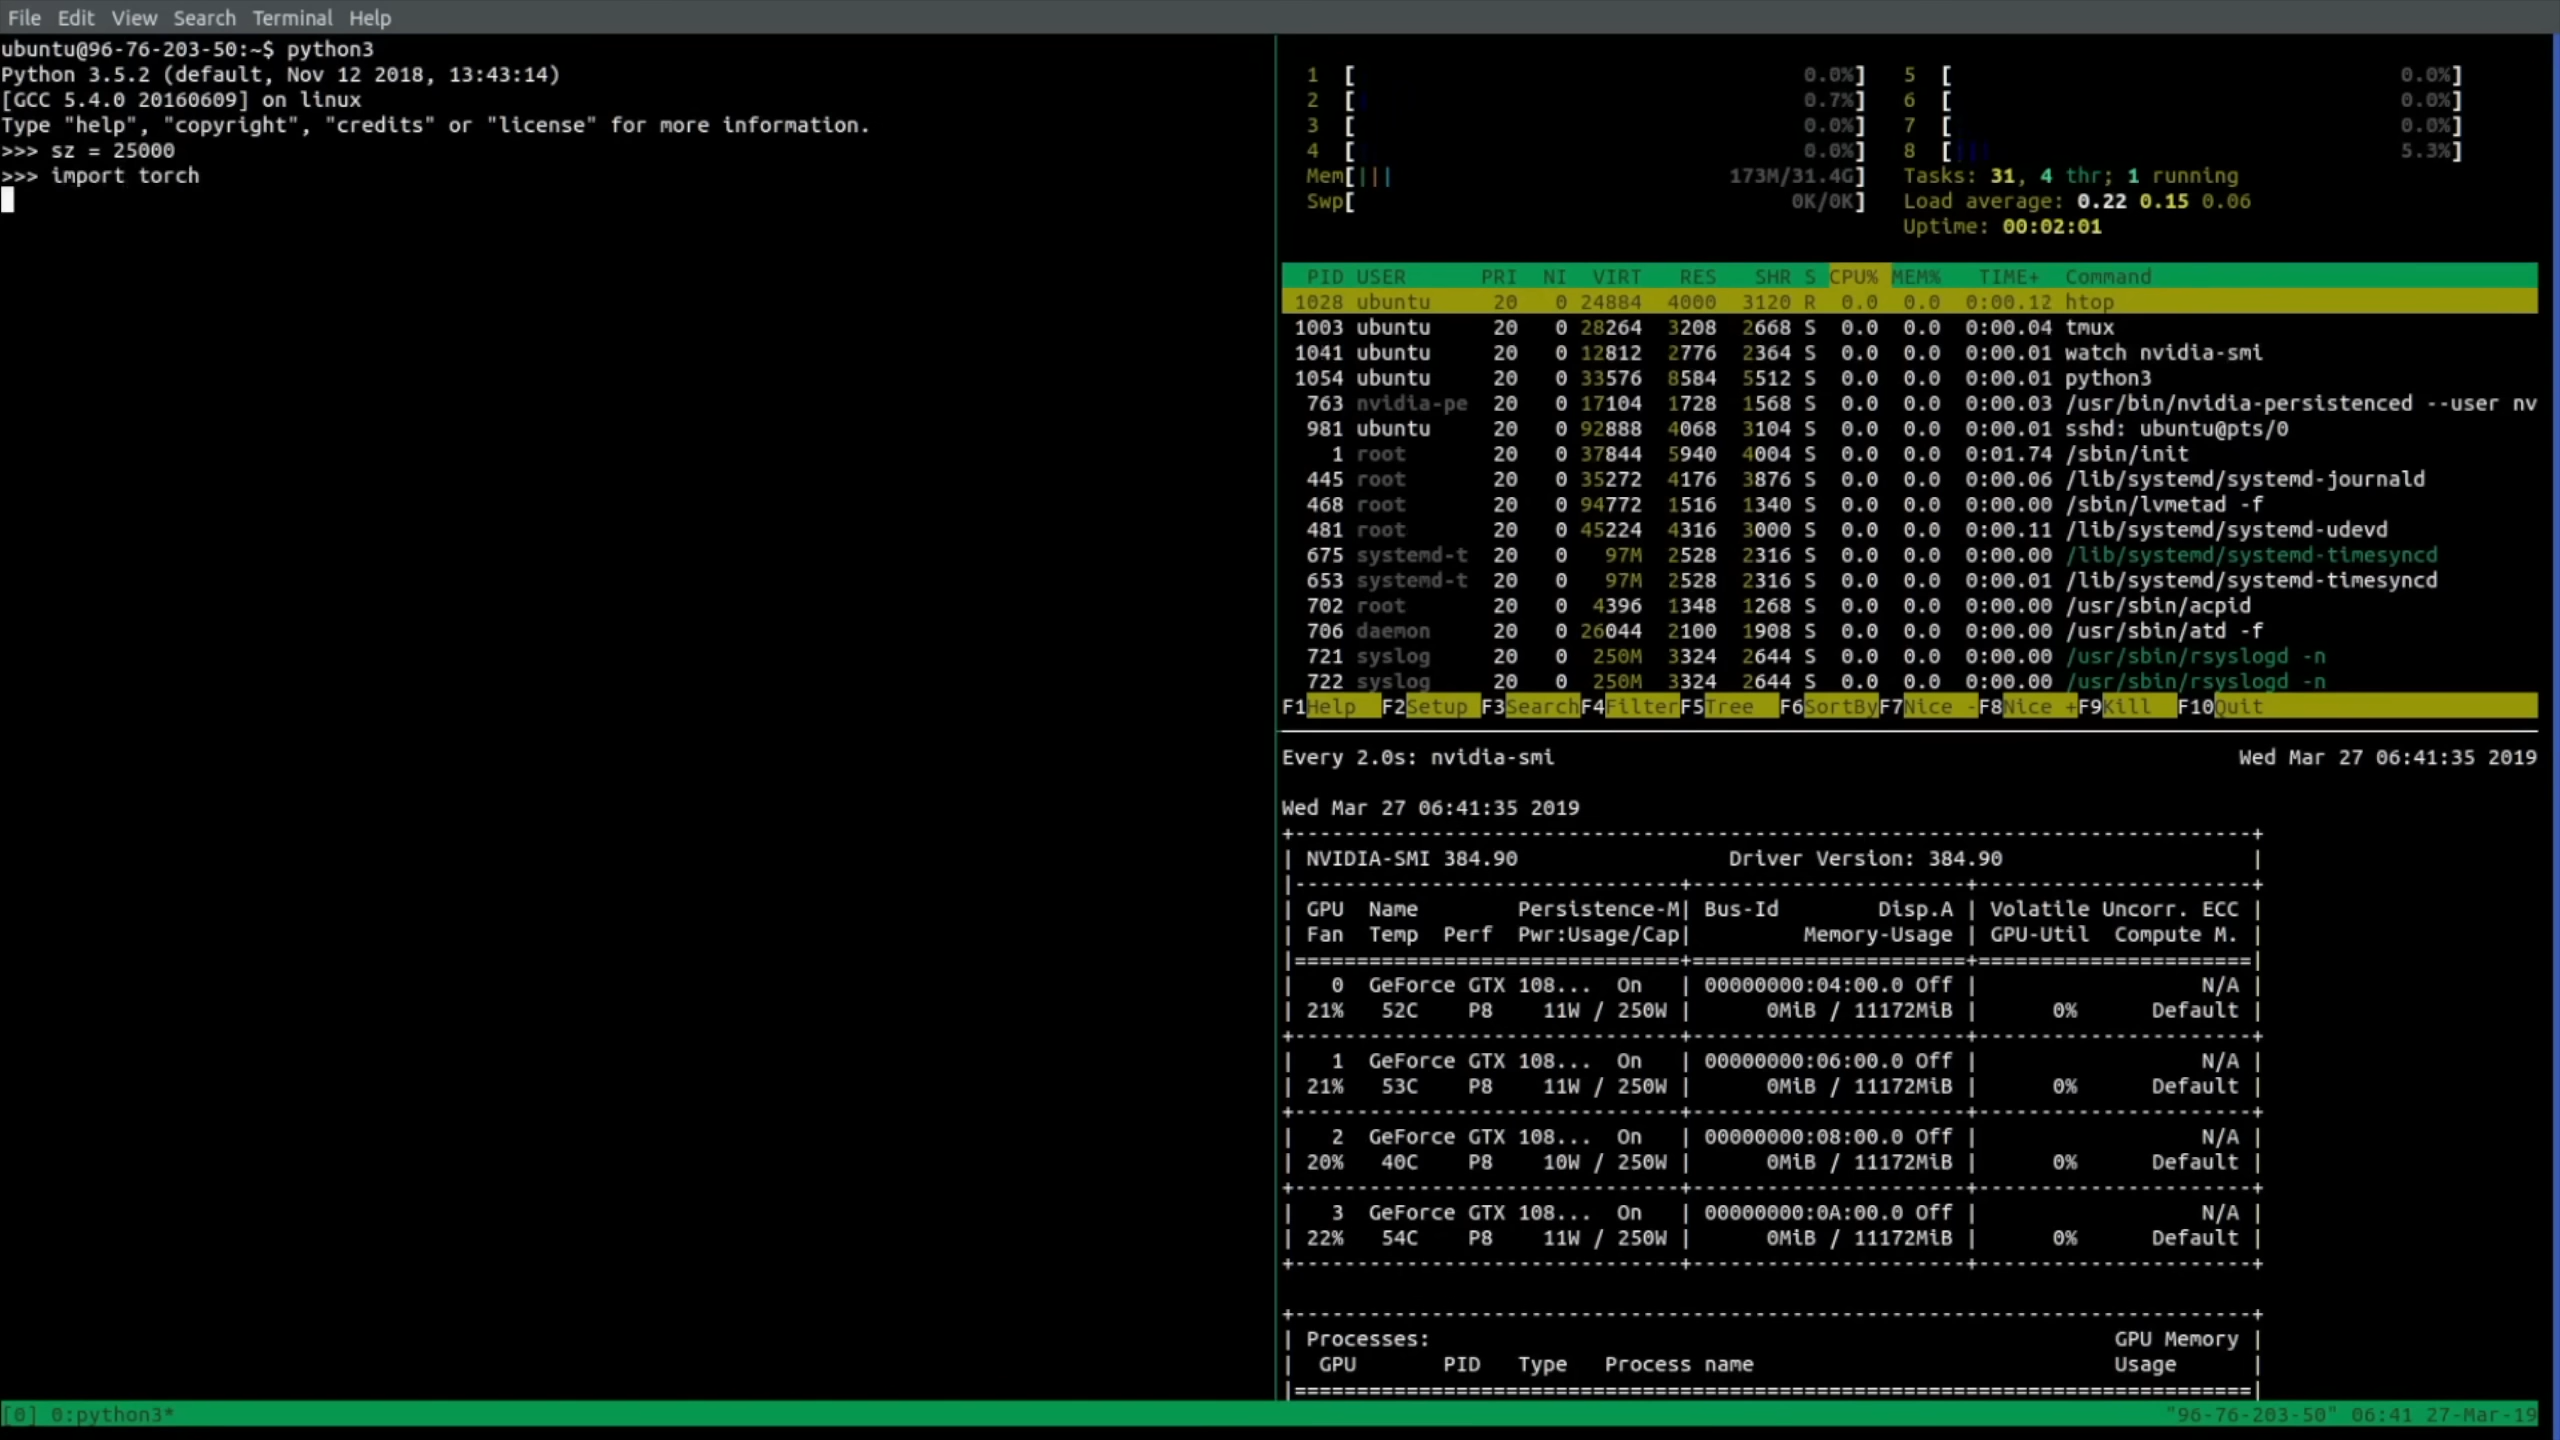 File Edit View Search Terminal Help
ubuntu@96-76-203-50:~$ python3
Python 3.5.2 (default, Nov 12 2018, 13:43:14)
[GCC 5.4.0 20160609] on linux
Type "help", "copyright", "credits" or "license" for more information.
>>> sz = 25000
>>> import torch
1 [ 0.0%] 5 [ 0.0%]
2 [ 0.7%] 6 [ 0.0%]
3 [ 0.0%] 7 [ 0.0%]
4 [ 0.0%] 8 [||| 5.3%]
Mem[||| 173M/31.4G] Tasks: 31, 4 thr; 1 running
Swp[ 0K/0K] Load average: 0.22 0.15 0.06
Uptime: 00:02:01
PID USER PRI NI VIRT RES SHR S CPU% MEM% TIME+ Command
1028 ubuntu 20 0 24884 4000 3120 R 0.0 0.0 0:00.12 htop
1003 ubuntu 20 0 28264 3208 2668 S 0.0 0.0 0:00.04 tmux
1041 ubuntu 20 0 12812 2776 2364 S 0.0 0.0 0:00.01 watch nvidia-smi
1054 ubuntu 20 0 33576 8584 5512 S 0.0 0.0 0:00.01 python3
763 nvidia-pe 20 0 17104 1728 1568 S 0.0 0.0 0:00.03 /usr/bin/nvidia-persistenced --user nv
981 ubuntu 20 0 92888 4068 3104 S 0.0 0.0 0:00.01 sshd: ubuntu@pts/0
1 root 20 0 37844 5940 4004 S 0.0 0.0 0:01.74 /sbin/init
445 root 20 0 35272 4176 3876 S 0.0 0.0 0:00.06 /lib/systemd/systemd-journald
468 root 20 0 94772 1516 1340 S 0.0 0.0 0:00.00 /sbin/lvmetad -f
481 root 20 0 45224 4316 3000 S 0.0 0.0 0:00.11 /lib/systemd/systemd-udevd
675 systemd-t 20 0 97M 2528 2316 S 0.0 0.0 0:00.00 /lib/systemd/systemd-timesyncd
653 systemd-t 20 0 97M 2528 2316 S 0.0 0.0 0:00.01 /lib/systemd/systemd-timesyncd
702 root 20 0 4396 1348 1268 S 0.0 0.0 0:00.00 /usr/sbin/acpid
706 daemon 20 0 26044 2100 1908 S 0.0 0.0 0:00.00 /usr/sbin/atd -f
721 syslog 20 0 250M 3324 2644 S 0.0 0.0 0:00.00 /usr/sbin/rsyslogd -n
722 syslog 20 0 250M 3324 2644 S 0.0 0.0 0:00.00 /usr/sbin/rsyslogd -n
F1Help F2Setup F3SearchF4FilterF5Tree F6SortByF7Nice -F8Nice +F9Kill F10Quit
Every 2.0s: nvidia-smi Wed Mar 27 06:41:35 2019
Wed Mar 27 06:41:35 2019
+-----------------------------------------------------------------------------+
| NVIDIA-SMI 384.90 Driver Version: 384.90 |
|-------------------------------+----------------------+----------------------+
| GPU Name Persistence-M| Bus-Id Disp.A | Volatile Uncorr. ECC |
| Fan Temp Perf Pwr:Usage/Cap| Memory-Usage | GPU-Util Compute M. |
|===============================+======================+======================|
| 0 GeForce GTX 108... On | 00000000:04:00.0 Off | N/A |
| 21% 52C P8 11W / 250W | 0MiB / 11172MiB | 0% Default |
+-------------------------------+----------------------+----------------------+
| 1 GeForce GTX 108... On | 00000000:06:00.0 Off | N/A |
| 21% 53C P8 11W / 250W | 0MiB / 11172MiB | 0% Default |
+-------------------------------+----------------------+----------------------+
| 2 GeForce GTX 108... On | 00000000:08:00.0 Off | N/A |
| 20% 40C P8 10W / 250W | 0MiB / 11172MiB | 0% Default |
+-------------------------------+----------------------+----------------------+
| 3 GeForce GTX 108... On | 00000000:0A:00.0 Off | N/A |
| 22% 54C P8 11W / 250W | 0MiB / 11172MiB | 0% Default |
+-------------------------------+----------------------+----------------------+
+-----------------------------------------------------------------------------+
| Processes: GPU Memory |
| GPU PID Type Process name Usage |
|=============================================================================|
[0] 0:python3* "96-76-203-50" 06:41 27-Mar-19